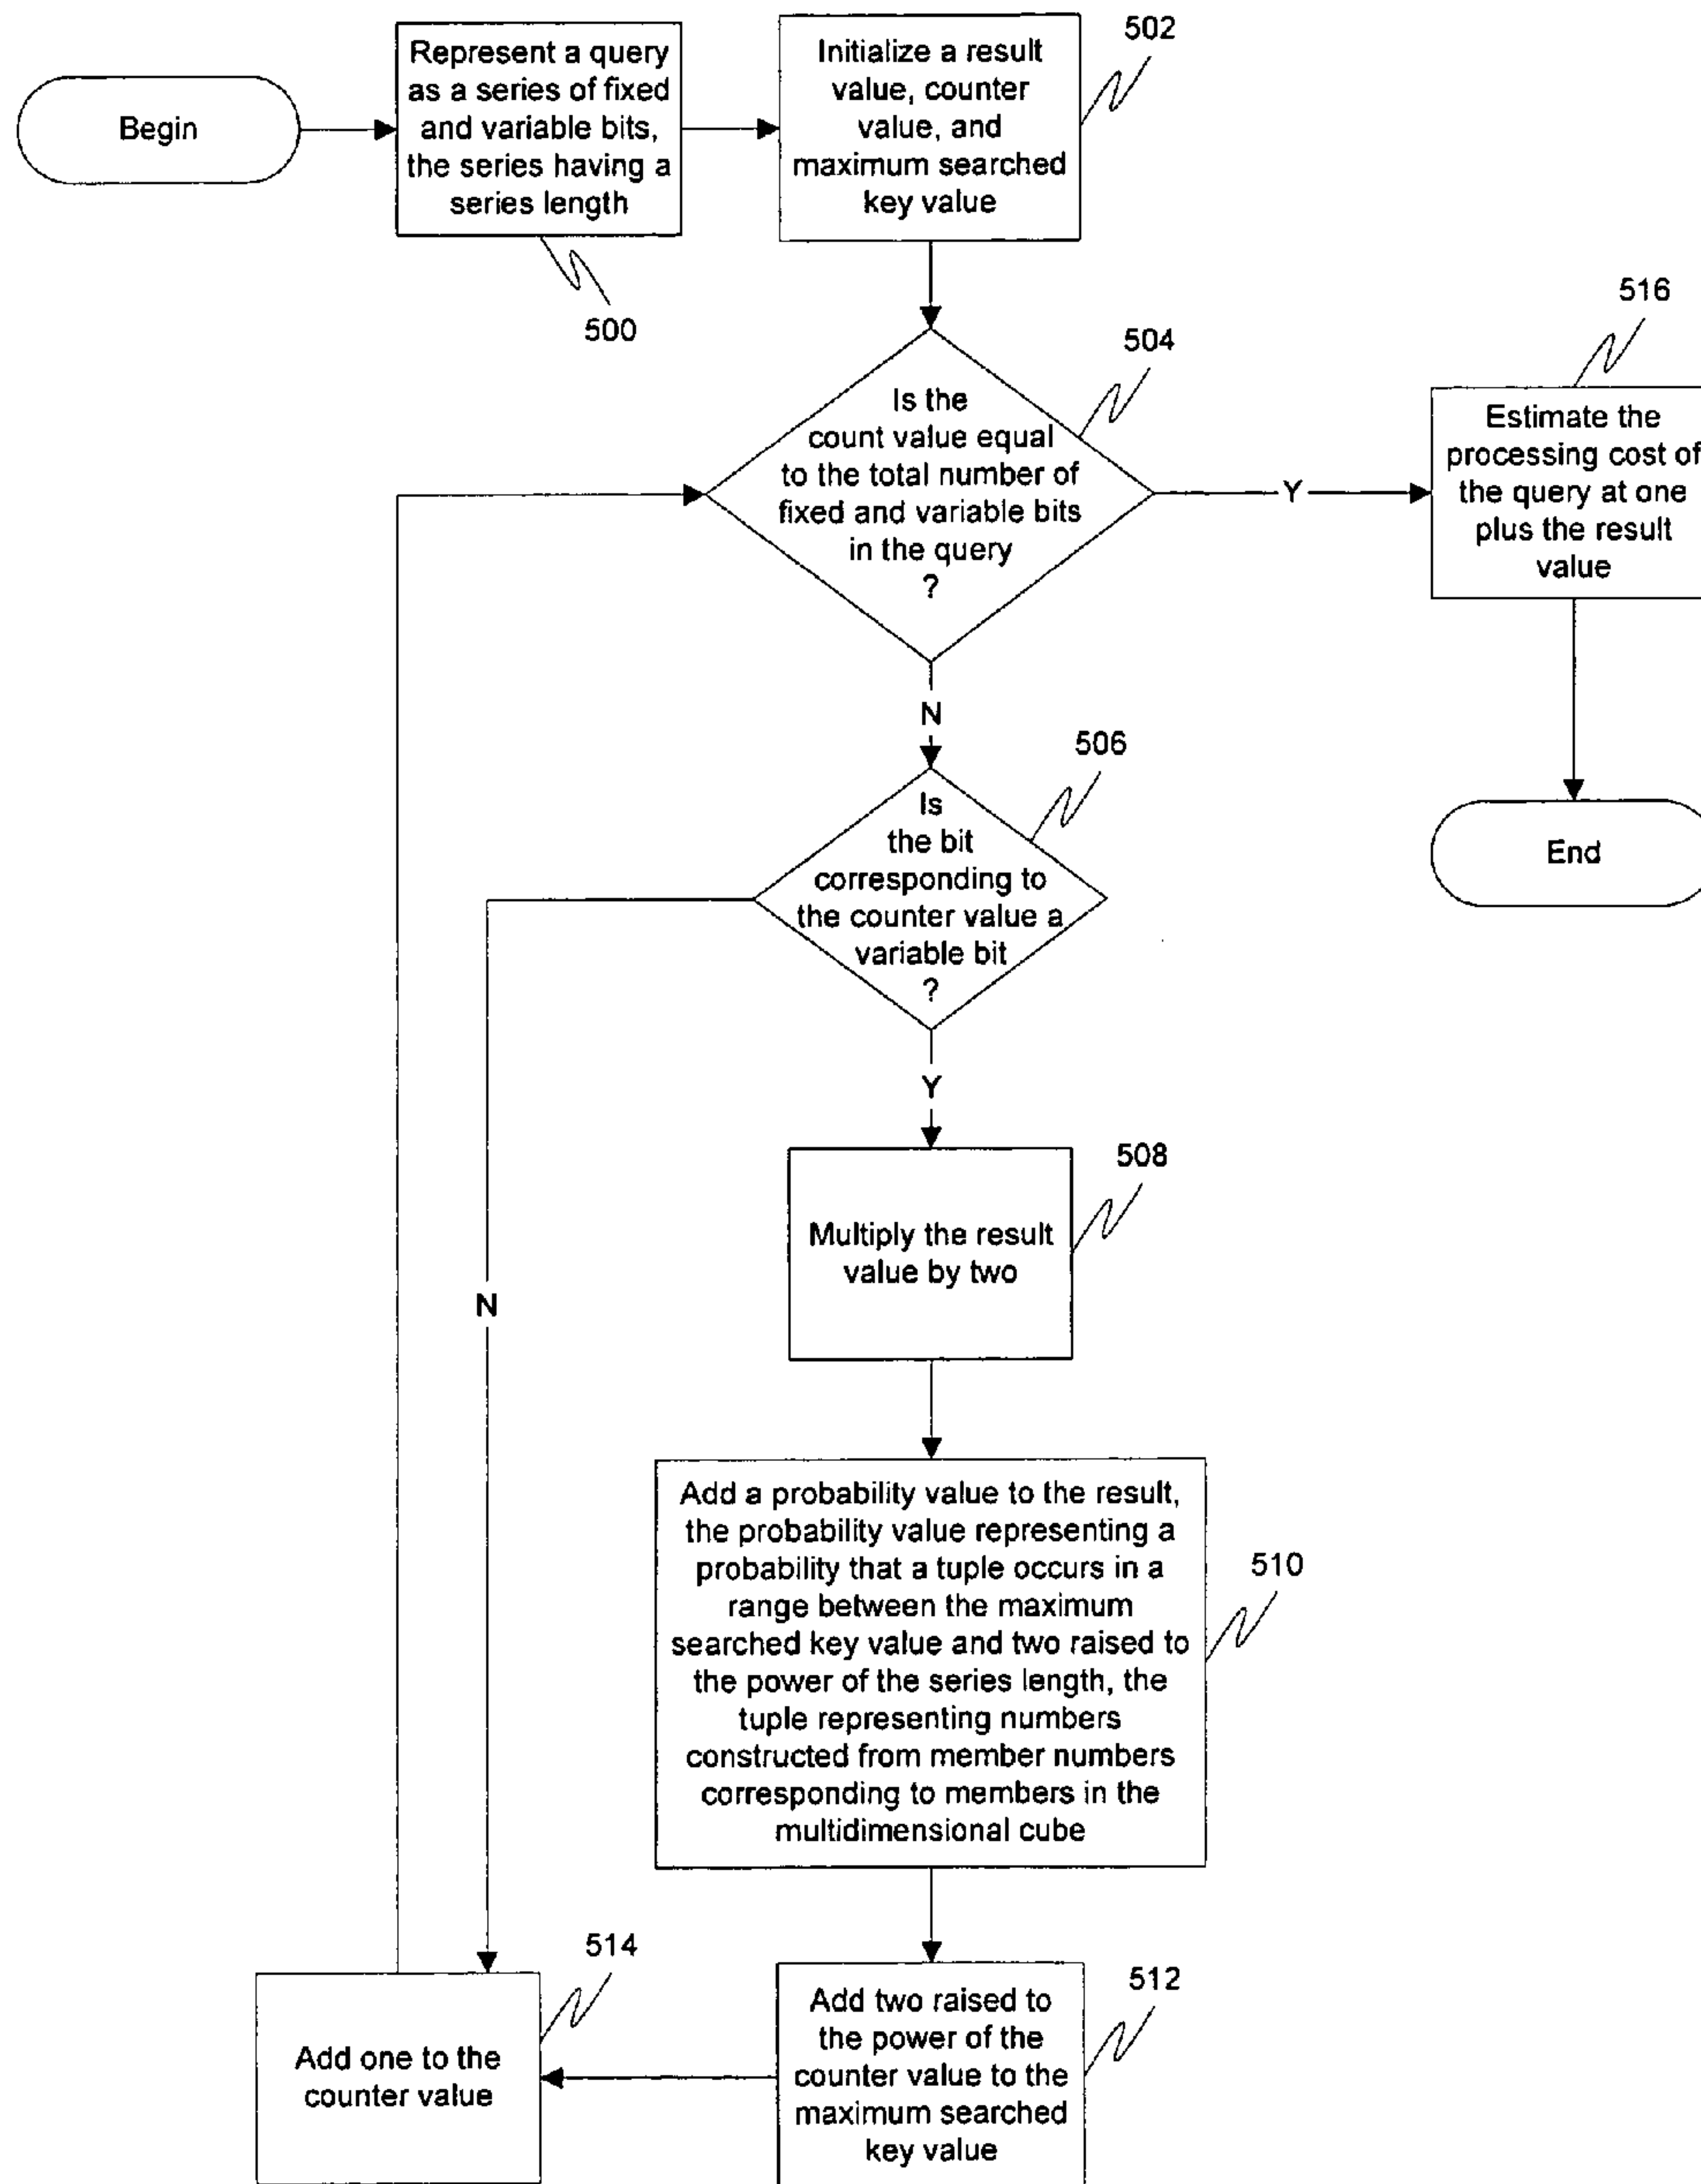 Begin
Represent a query
as a series of fixed
and variable bits,
the series having a
series length
500
Initialize a result
value, counter
value, and
maximum searched
key value
502
Is the
count value equal
to the total number of
fixed and variable bits
in the query
?
504
Y
Estimate the
processing cost of
the query at one
plus the result
value
516
End
N
Is
the bit
corresponding to
the counter value a
variable bit
?
506
N
Y
Multiply the result
value by two
508
Add a probability value to the result,
the probability value representing a
probability that a tuple occurs in a
range between the maximum
searched key value and two raised to
the power of the series length, the
tuple representing numbers
constructed from member numbers
corresponding to members in the
multidimensional cube
510
Add two raised to
the power of the
counter value to the
maximum searched
key value
512
Add one to the
counter value
514